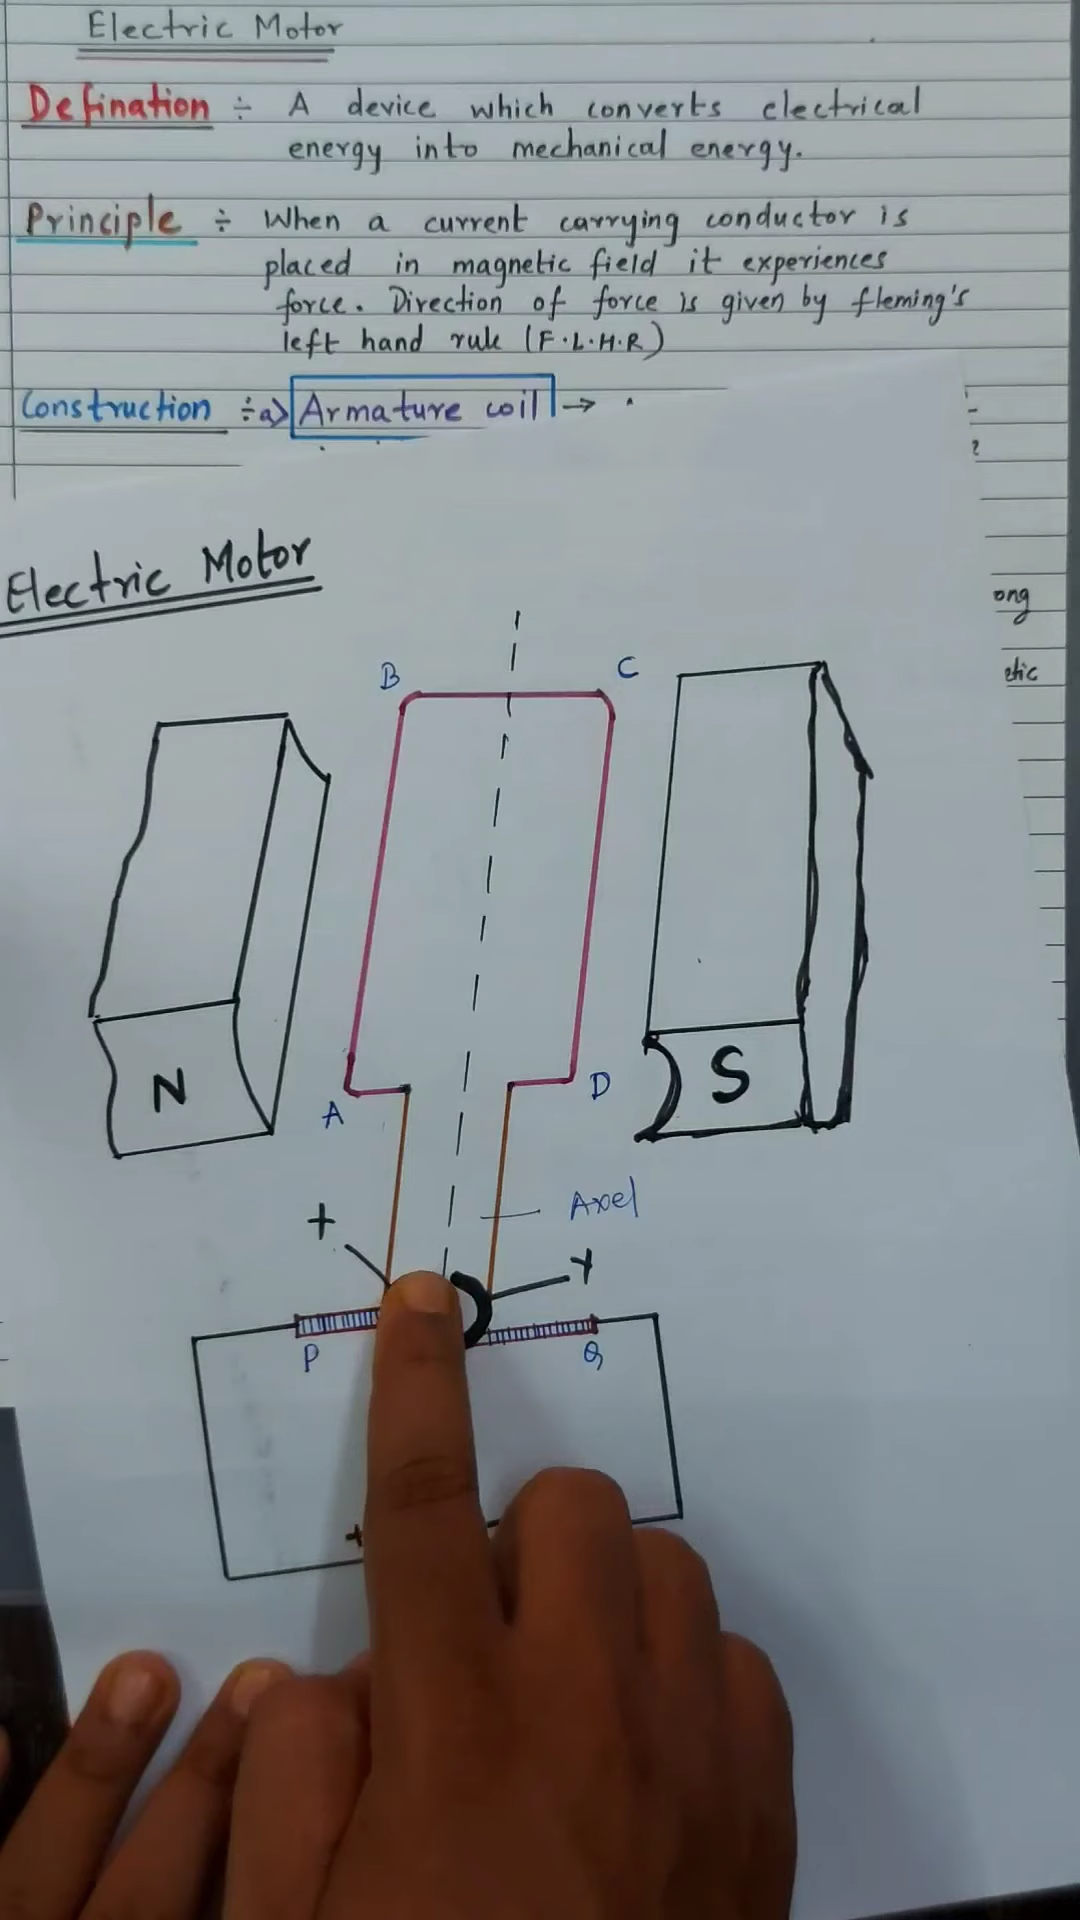 Electric Motor
Defination ÷ A device which converts electrical
energy into mechanical energy.
Principle ÷ When a current carrying conductor is
placed in magnetic field it experiences
force. Direction of force is given by fleming's
left hand rule (F.L.H.R)
Construction ÷ a) Armature coil →
Electric Motor
ong
etic
B
C
N
S
A
D
Axel
+
P
Q
+